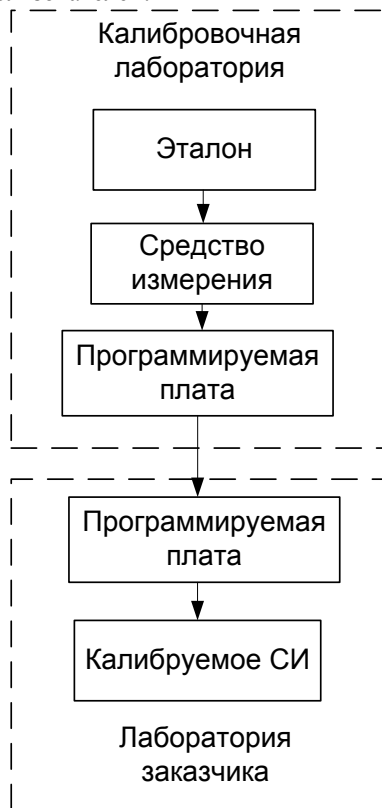 Калибровочная
лаборатория
Эталон
Средство
измерения
Программируемая
плата
Программируемая
плата
Калибруемое СИ
Лаборатория
заказчика